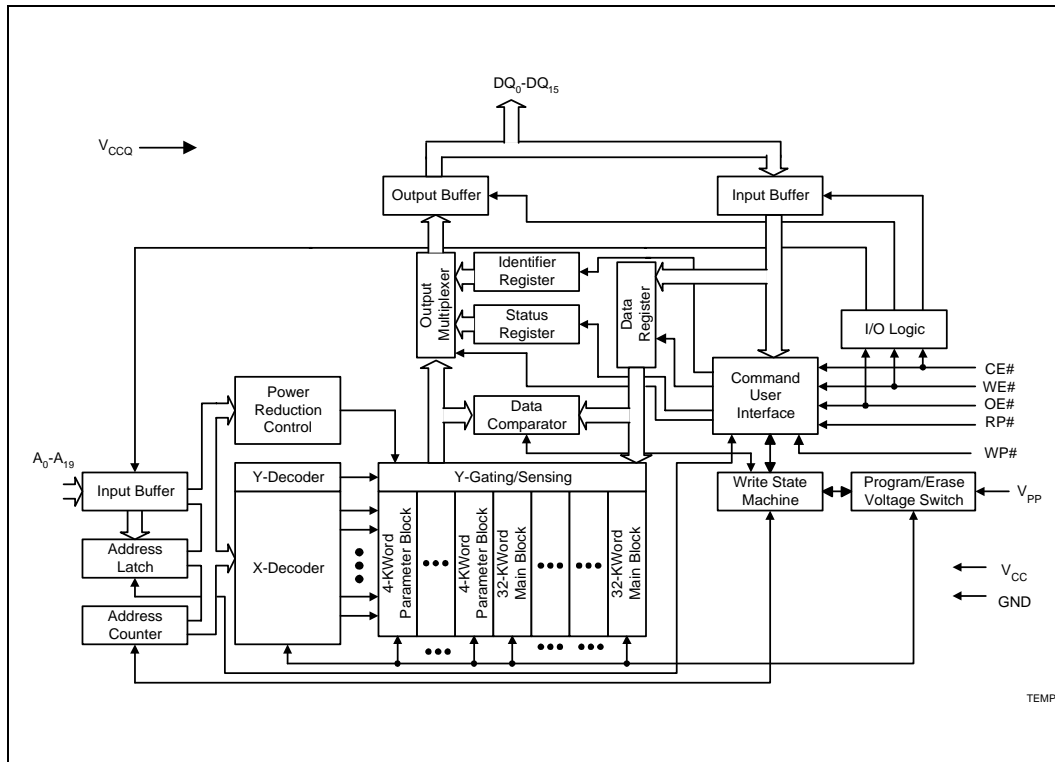 DQ0-DQ15
VCCQ
Output Buffer
Input Buffer
Output
Multiplexer
Identifier
Register
Status
Register
Data
Register
I/O Logic
Command
User
Interface
CE#
WE#
OE#
RP#
WP#
Power
Reduction
Control
Data
Comparator
A0-A19
Input Buffer
Y-Decoder
Y-Gating/Sensing
Write State
Machine
Program/Erase
Voltage Switch
VPP
Address
Latch
X-Decoder
4-KWord
Parameter Block
4-KWord
Parameter Block
32-KWord
Main Block
32-KWord
Main Block
VCC
GND
Address
Counter
TEMP